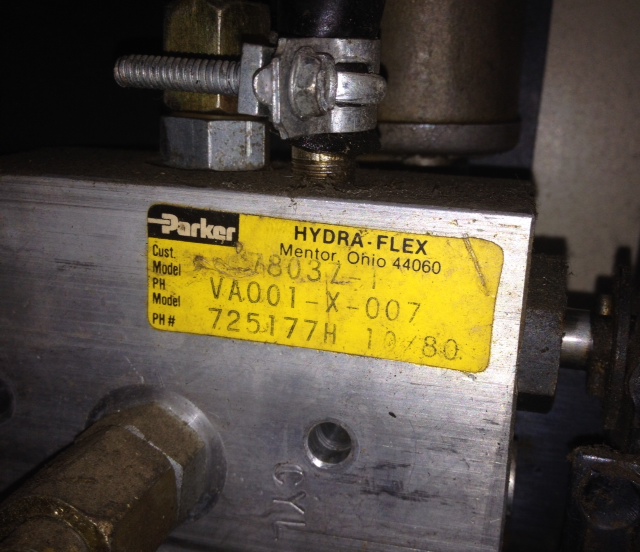 Parker
HYDRA-FLEX
Mentor, Ohio 44060
Cust.
Model
PH
Model VA001-X-007
PH# 725177H 10/80
CYL